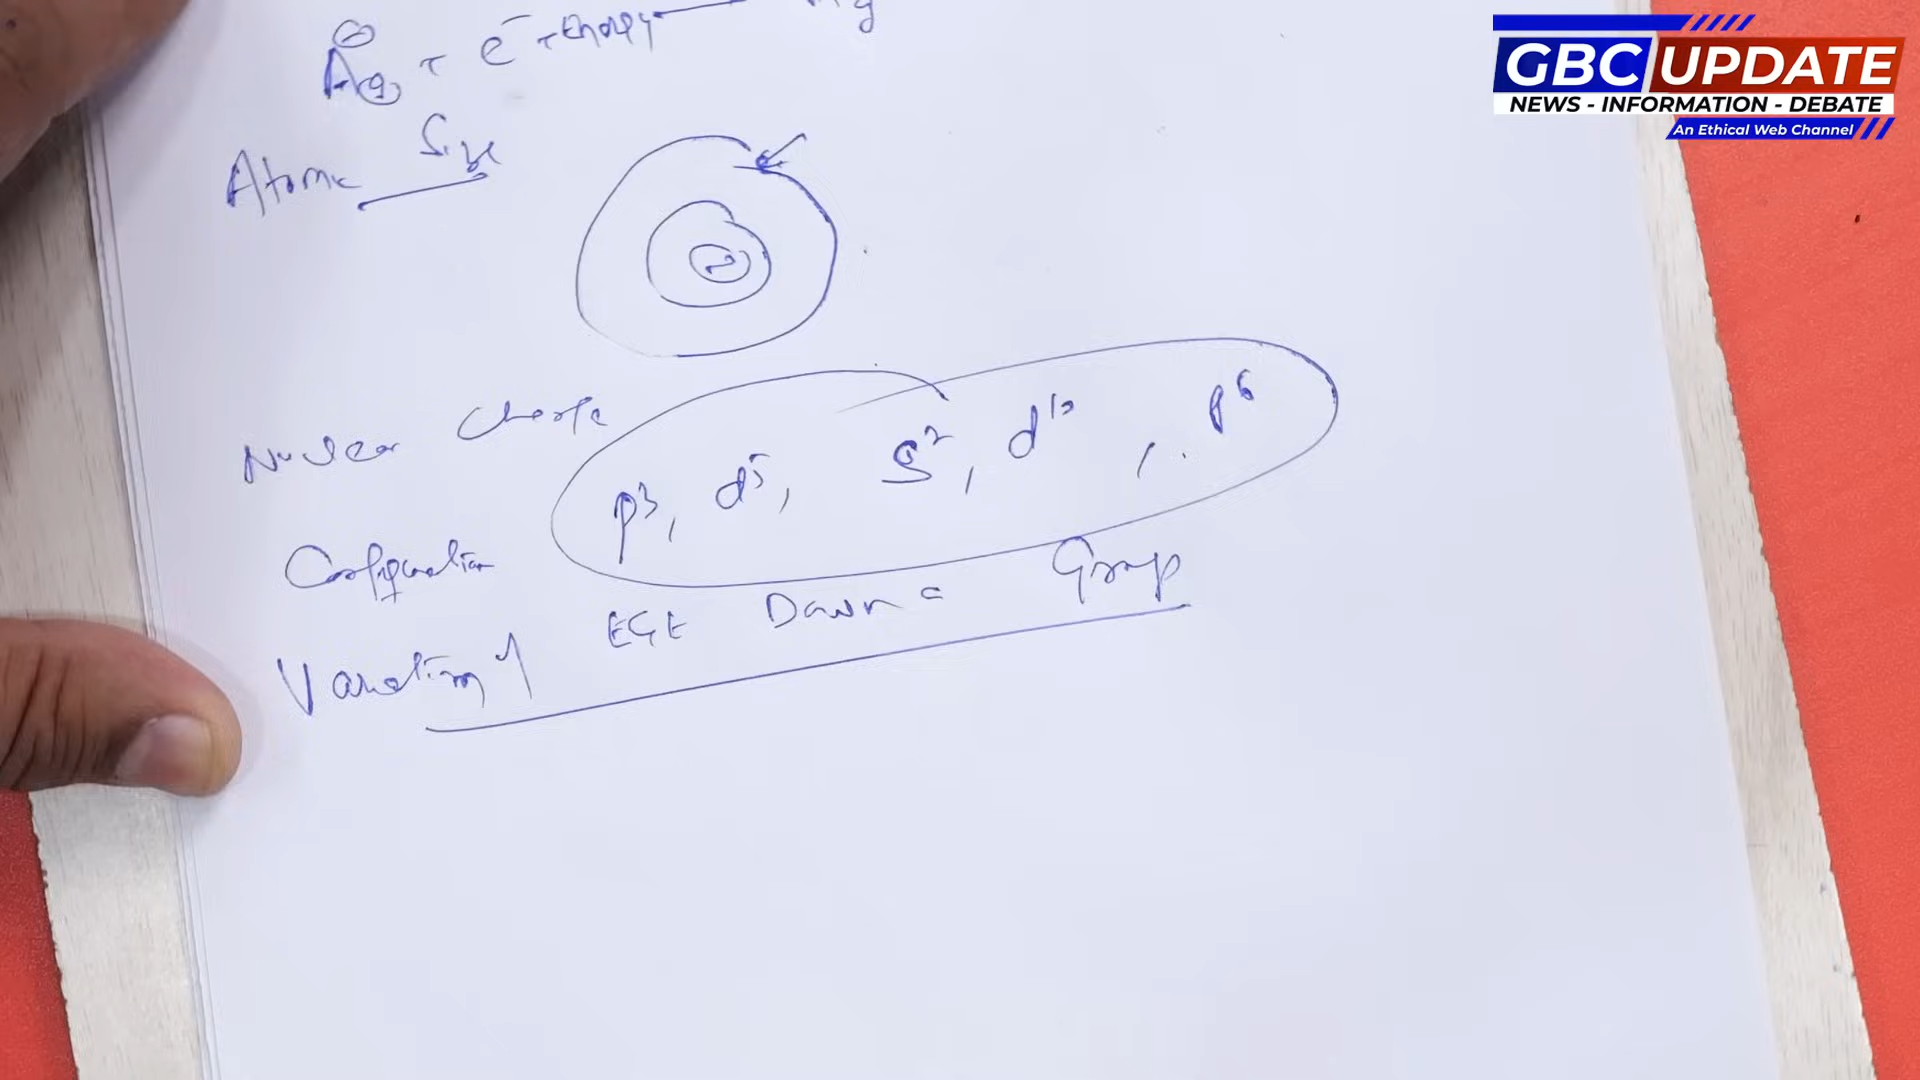 A(g) + e⁻ + Energy
Atomic Size
Nuclear Charge
p³, d⁵, s², d¹⁰, p⁶
Configuration
Variation of EGE Down a Group
GBC UPDATE
NEWS - INFORMATION - DEBATE
An Ethical Web Channel